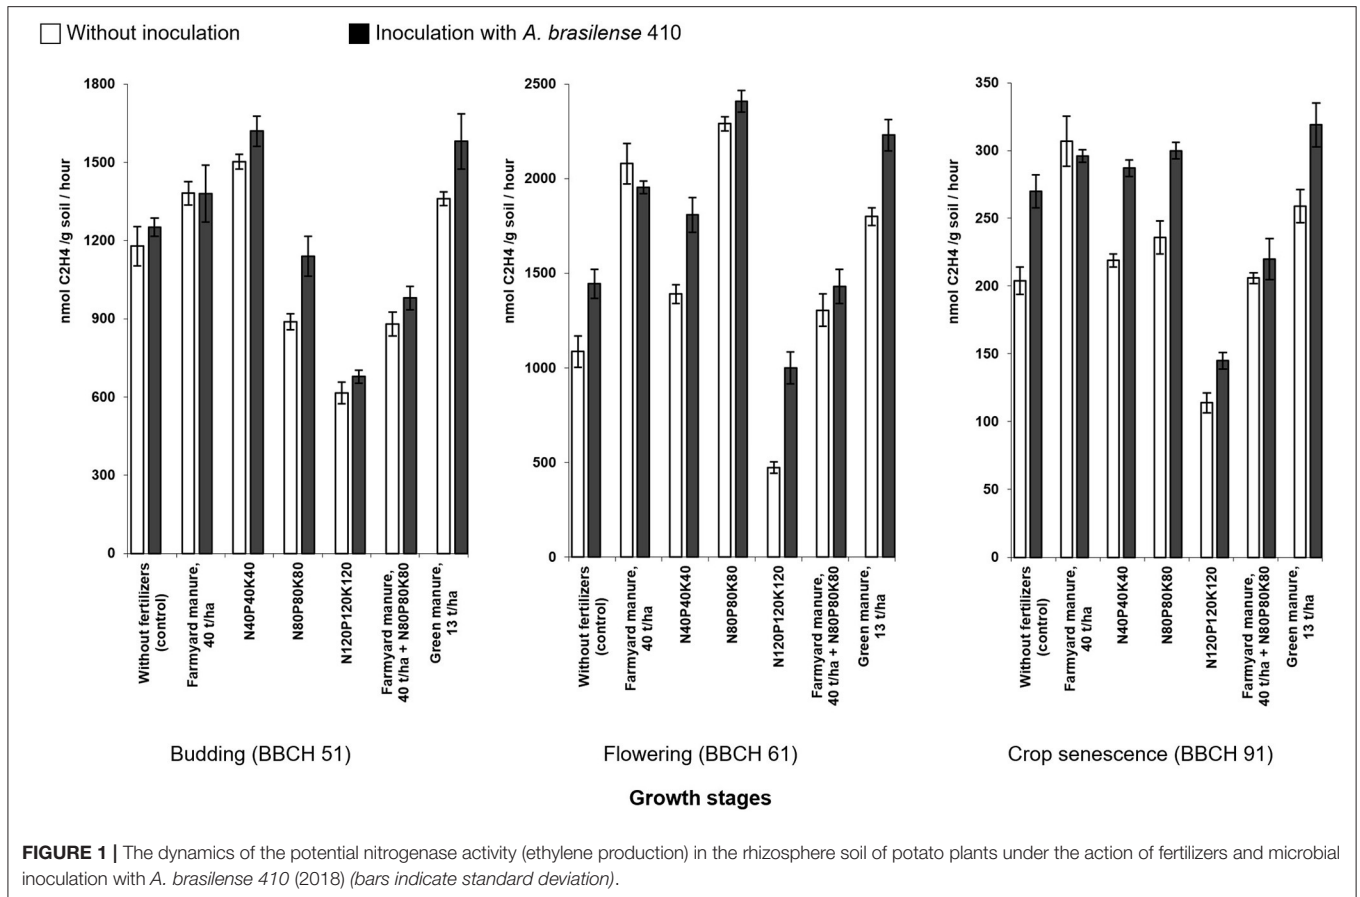 Without inoculation
Inoculation with A. brasilense 410
nmol C2H4 /g soil / hour
1800
1500
1200
900
600
300
0
Without fertilizers
(control)
Farmyard manure,
40 t/ha
N40P40K40
N80P80K80
N120P120K120
Farmyard manure,
40 t/ha + N80P80K80
Green manure,
13 t/ha
Budding (BBCH 51)
nmol C2H4 /g soil / hour
2500
2000
1500
1000
500
0
Without fertilizers
(control)
Farmyard manure,
40 t/ha
N40P40K40
N80P80K80
N120P120K120
Farmyard manure,
40 t/ha + N80P80K80
Green manure,
13 t/ha
Flowering (BBCH 61)
nmol C2H4 /g soil / hour
350
300
250
200
150
100
50
0
Without fertilizers
(control)
Farmyard manure,
40 t/ha
N40P40K40
N80P80K80
N120P120K120
Farmyard manure,
40 t/ha + N80P80K80
Green manure,
13 t/ha
Crop senescence (BBCH 91)
Growth stages
FIGURE 1 | The dynamics of the potential nitrogenase activity (ethylene production) in the rhizosphere soil of potato plants under the action of fertilizers and microbial
inoculation with A. brasilense 410 (2018) (bars indicate standard deviation).